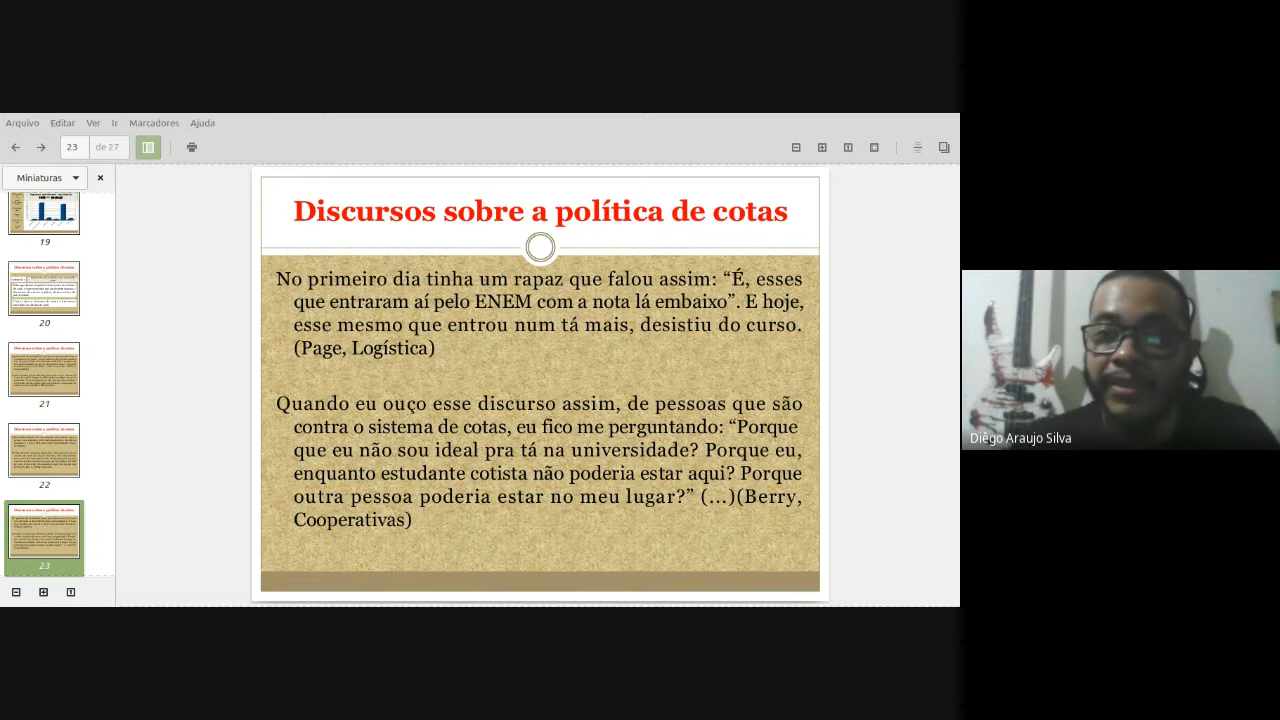 Arquivo Editar Ver Ir Marcadores Ajuda
23 de 27
Miniaturas
19
20
21
22
23
Discursos sobre a política de cotas
No primeiro dia tinha um rapaz que falou assim: “É, esses
que entraram aí pelo ENEM com a nota lá embaixo”. E hoje,
esse mesmo que entrou num tá mais, desistiu do curso.
(Page, Logística)
Quando eu ouço esse discurso assim, de pessoas que são
contra o sistema de cotas, eu fico me perguntando: “Porque
que eu não sou ideal pra tá na universidade? Porque eu,
enquanto estudante cotista não poderia estar aqui? Porque
outra pessoa poderia estar no meu lugar?” (...)(Berry,
Cooperativas)
Diêgo Araujo Silva